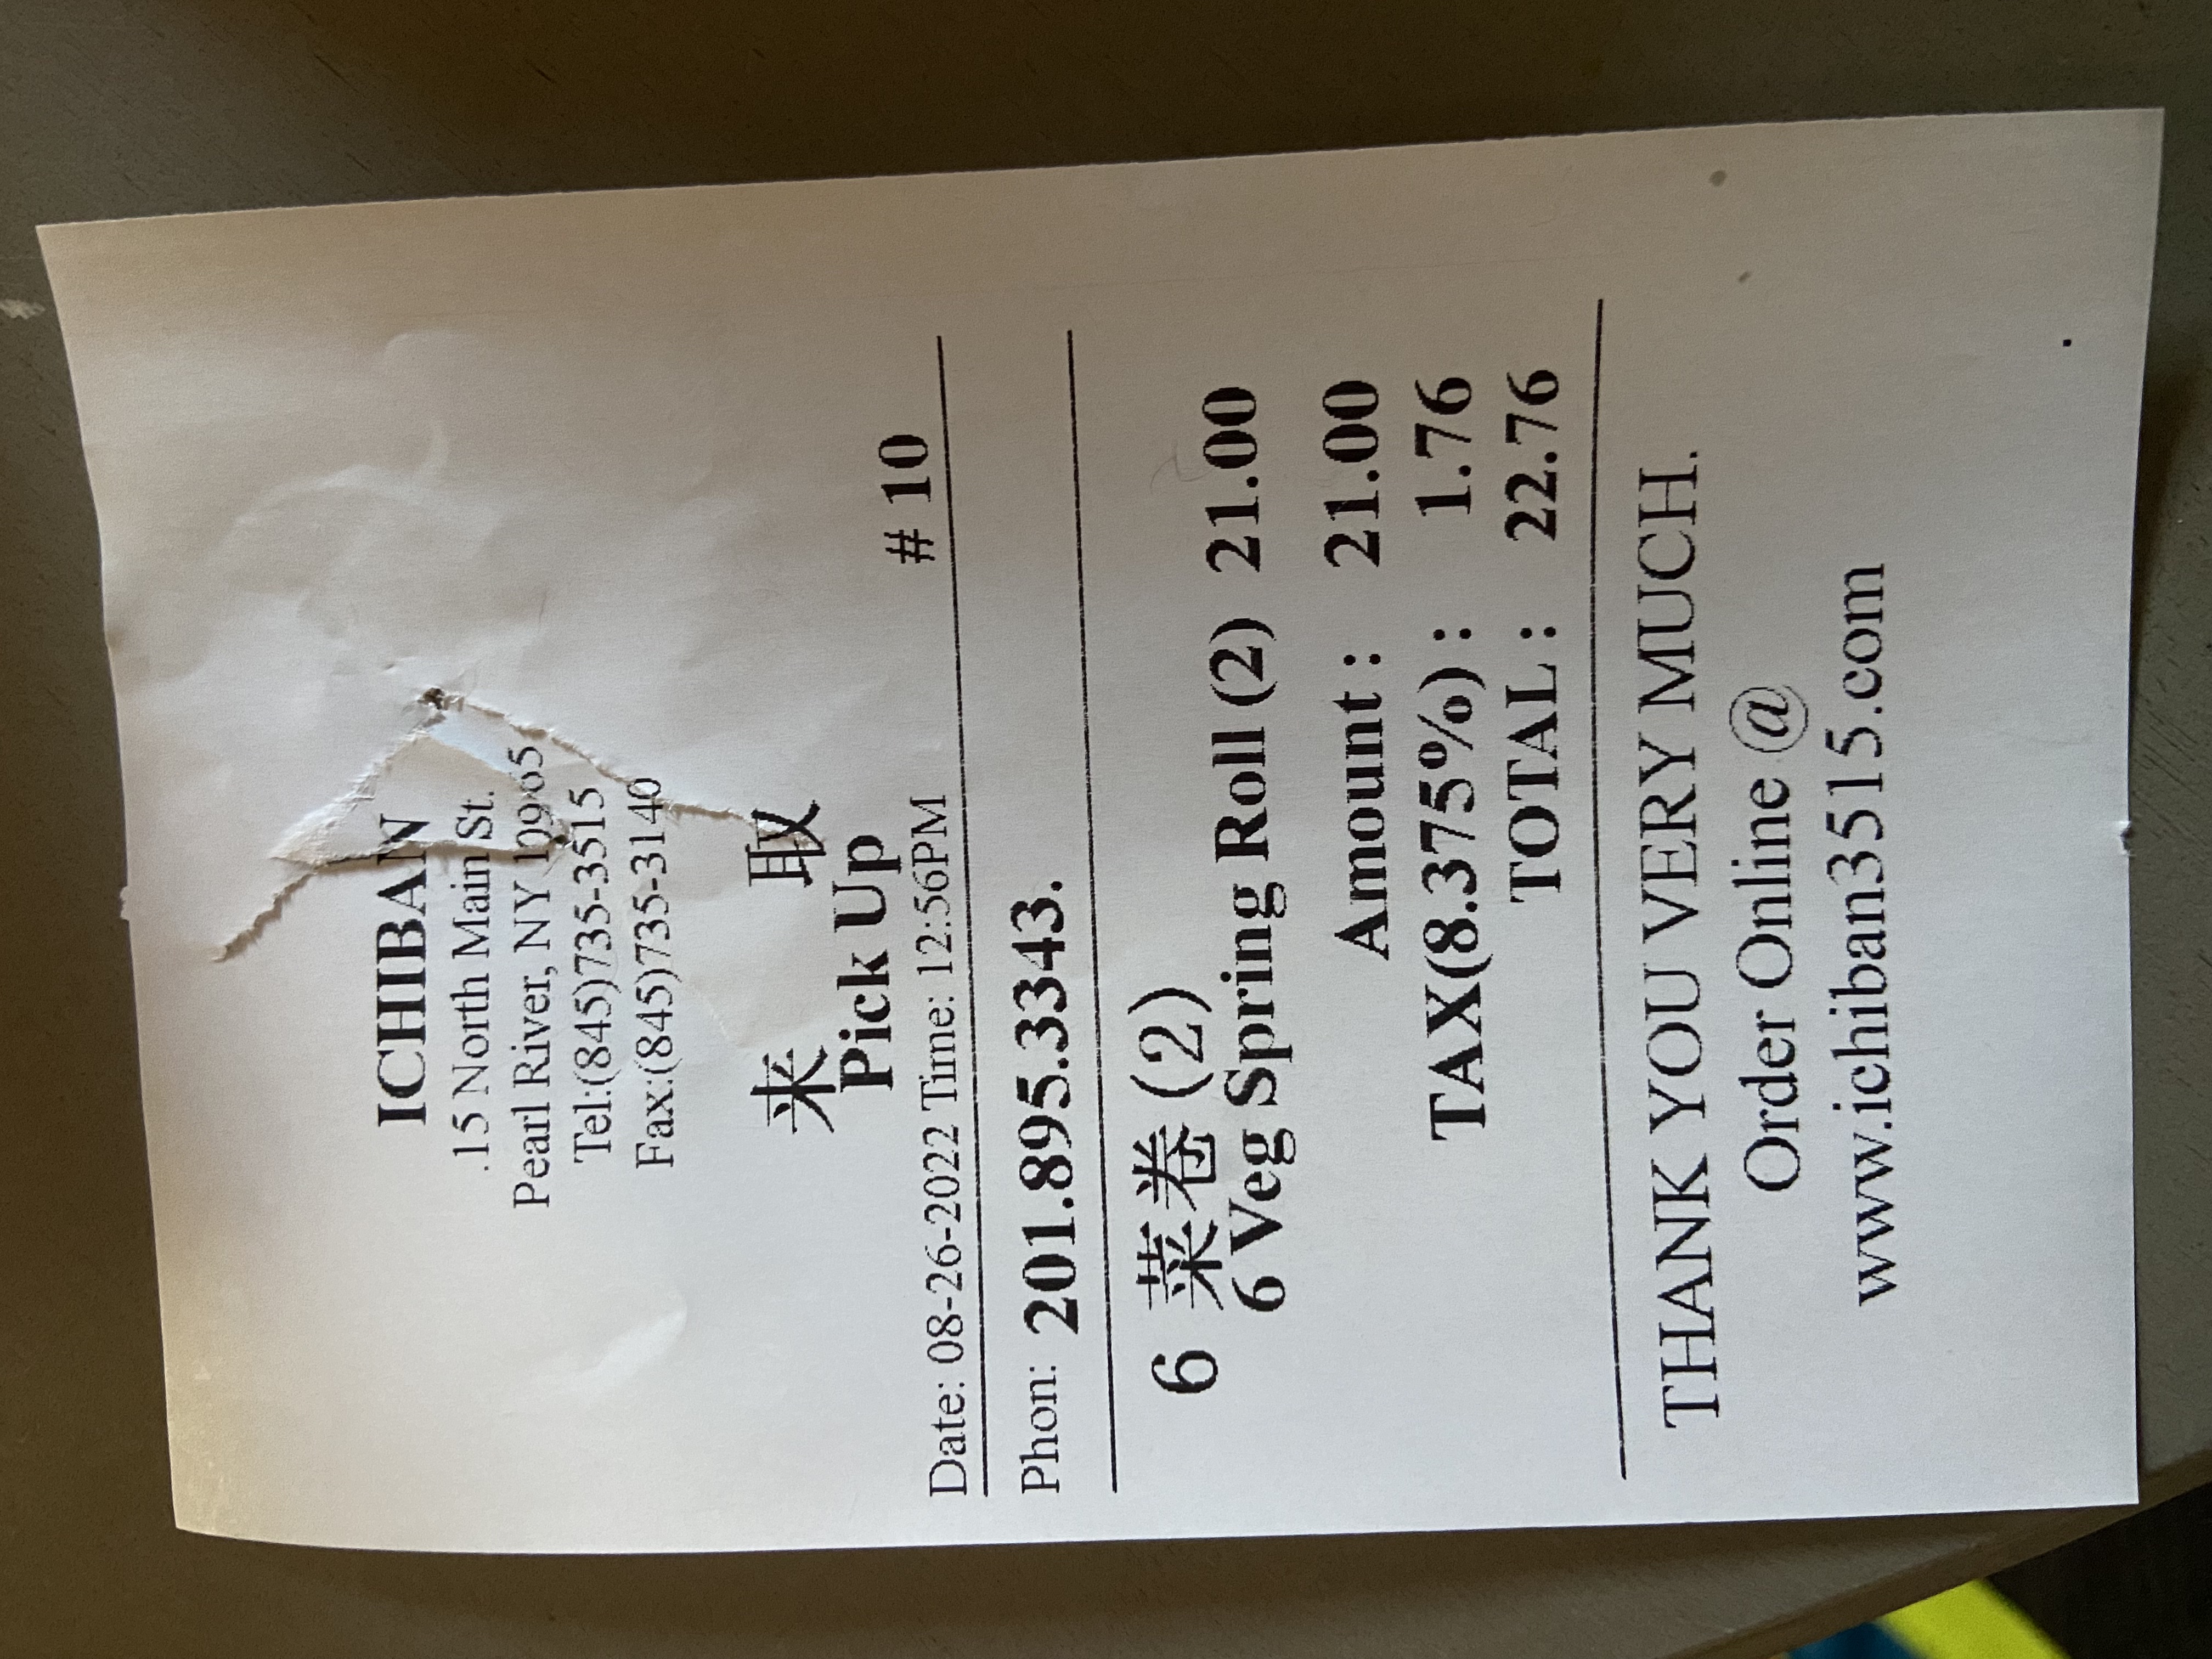 ICHIBAN
.15 North Main St.
Pearl River, NY 10965
Tel:(845)735-3515
Fax:(845)735-3140
来 取
Pick Up
Date: 08-26-2022 Time: 12:56PM # 10
Phon: 201.895.3343.
6 菜卷(2)
6 Veg Spring Roll (2) 21.00
Amount : 21.00
TAX(8.375%) : 1.76
TOTAL : 22.76
THANK YOU VERY MUCH.
Order Online @
www.ichiban3515.com